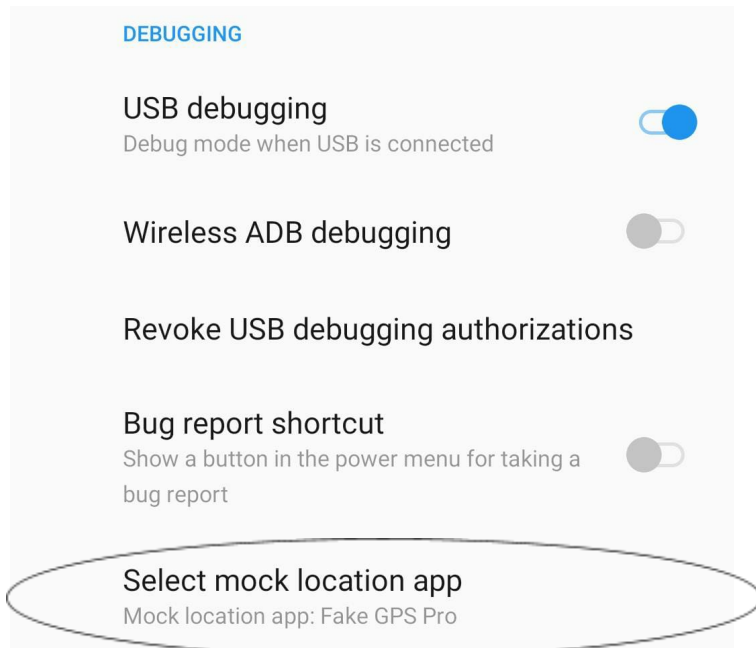 DEBUGGING
USB debugging
Debug mode when USB is connected
Wireless ADB debugging
Revoke USB debugging authorizations
Bug report shortcut
Show a button in the power menu for taking a
bug report
Select mock location app
Mock location app: Fake GPS Pro